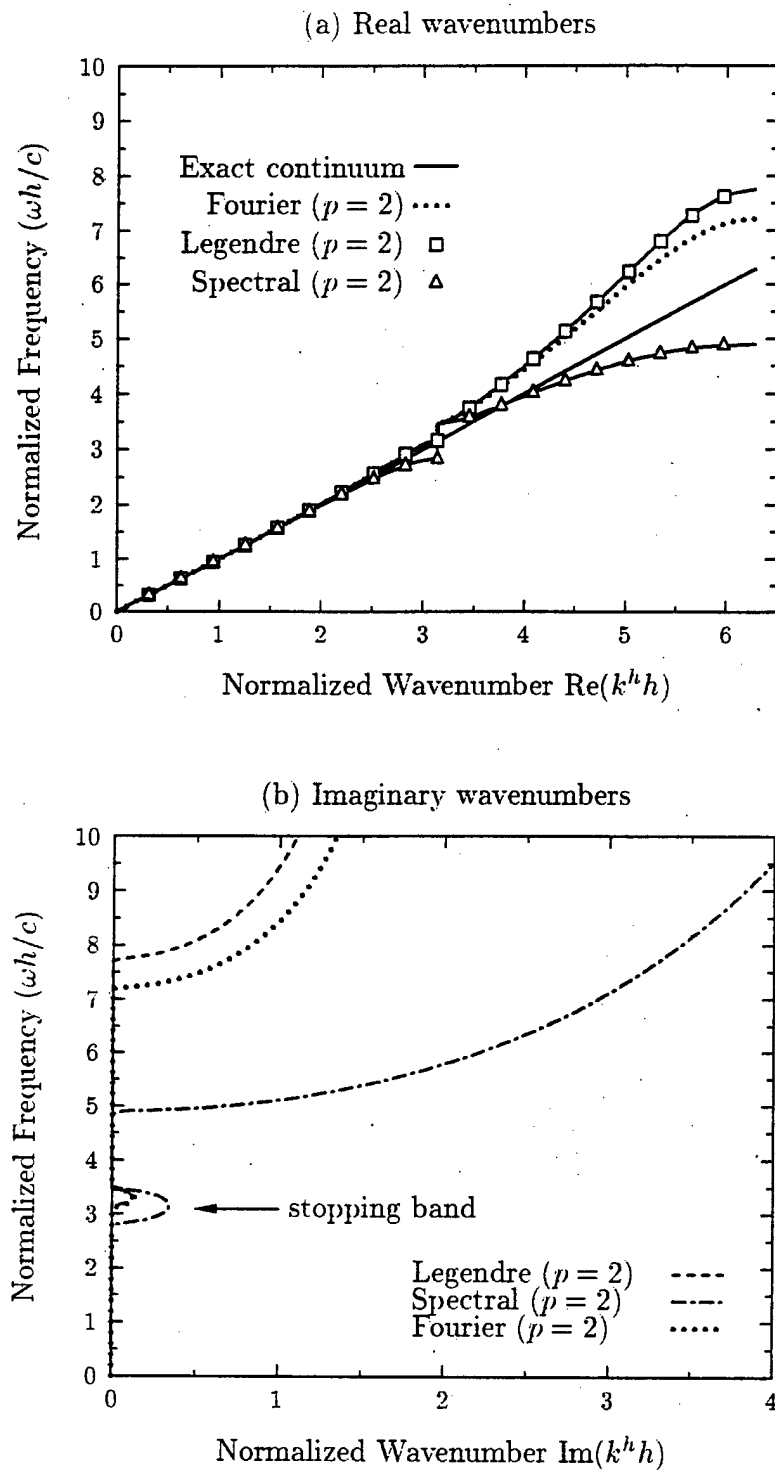 (a) Real wavenumbers
10
9
8
7
6
5
4
3
2
1
0
Normalized Frequency (ωh/c)
Exact continuum
Fourier (p = 2)
Legendre (p = 2)
Spectral (p = 2)
0 1 2 3 4 5 6
Normalized Wavenumber Re(kʰh)
(b) Imaginary wavenumbers
10
9
8
7
6
5
4
3
2
1
0
Normalized Frequency (ωh/c)
stopping band
Legendre (p = 2)
Spectral (p = 2)
Fourier (p = 2)
0 1 2 3 4
Normalized Wavenumber Im(kʰh)